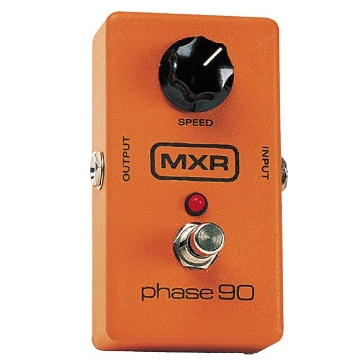 SPEED
OUTPUT
INPUT
MXR
phase 90